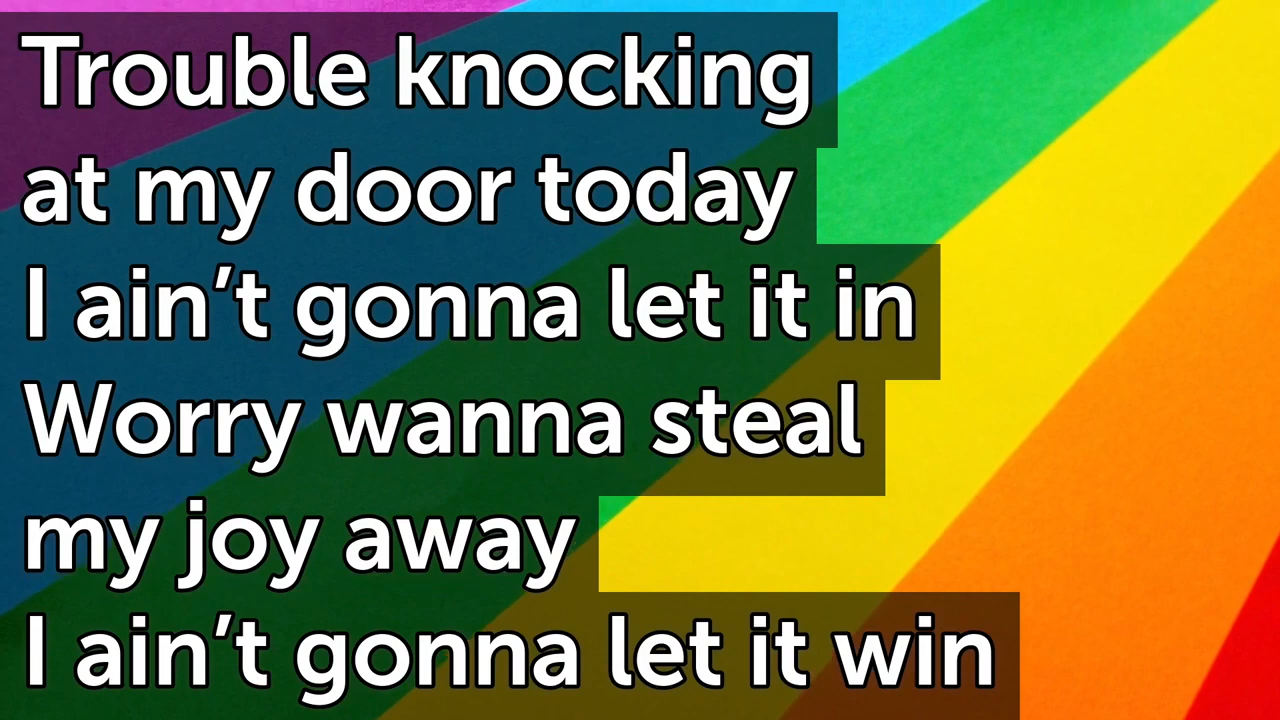 Trouble knocking
at my door today
I ain’t gonna let it in
Worry wanna steal
my joy away
I ain’t gonna let it win